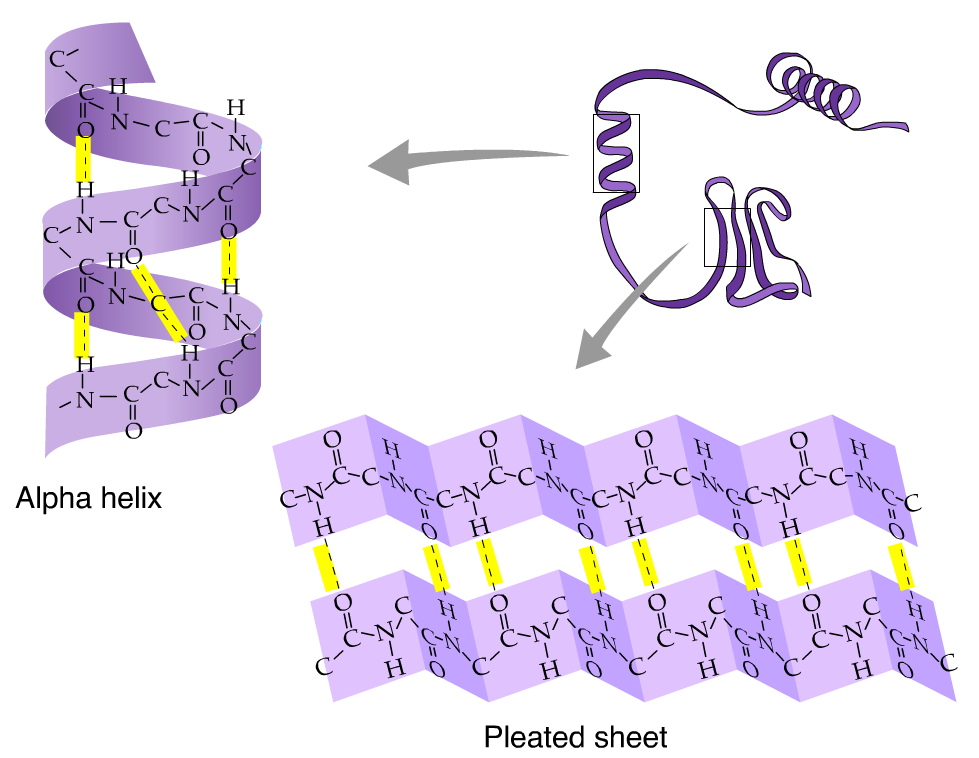 C
H
C H
O N C C N
O
H H C
N C C N C
C O O
H C
C N C C H
O O N
H H C
C C
N C C N
O O
Alpha helix
O O O O
H H H H
C N C C N C C N C C N C C N C C N C C N C C N C C
H O H O H O H O
O C H O C H O C H O C H
C N C N C N C N C N C N C N C N
C H O C H O C H O C H O C
Pleated sheet